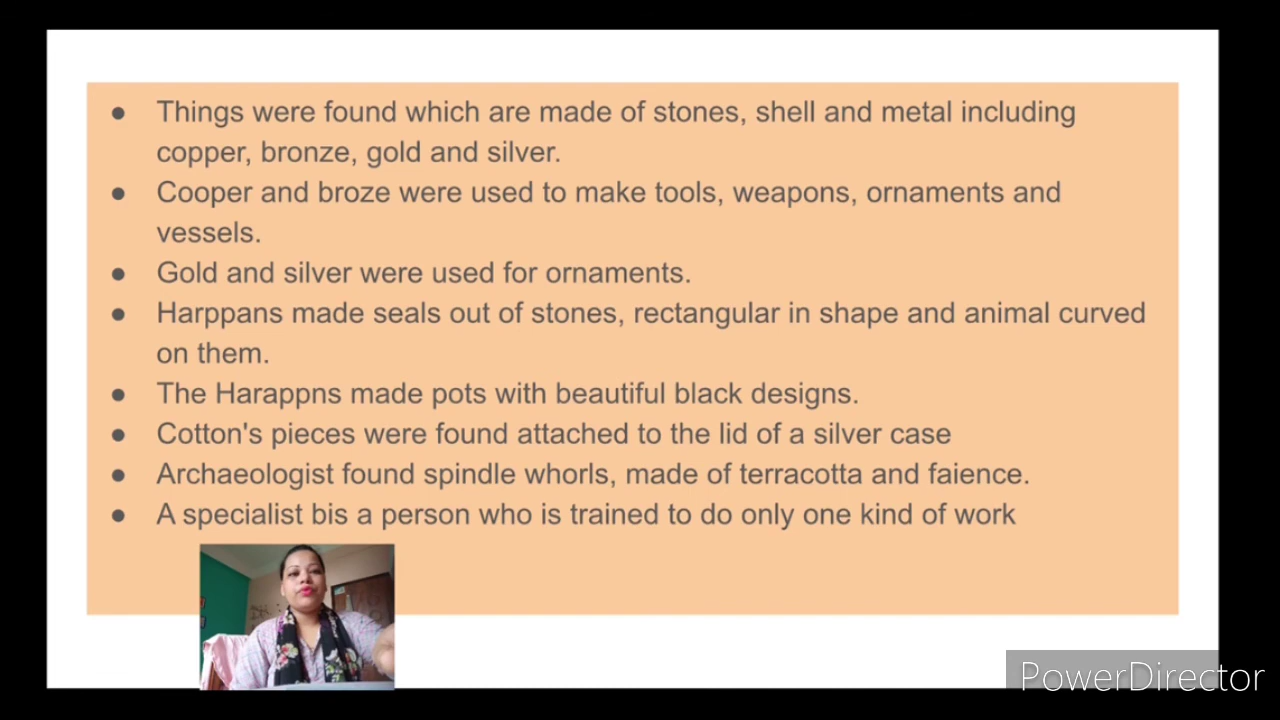 ● Things were found which are made of stones, shell and metal including
copper, bronze, gold and silver.
● Cooper and broze were used to make tools, weapons, ornaments and
vessels.
● Gold and silver were used for ornaments.
● Harppans made seals out of stones, rectangular in shape and animal curved
on them.
● The Harappns made pots with beautiful black designs.
● Cotton's pieces were found attached to the lid of a silver case
● Archaeologist found spindle whorls, made of terracotta and faience.
● A specialist bis a person who is trained to do only one kind of work
PowerDirector